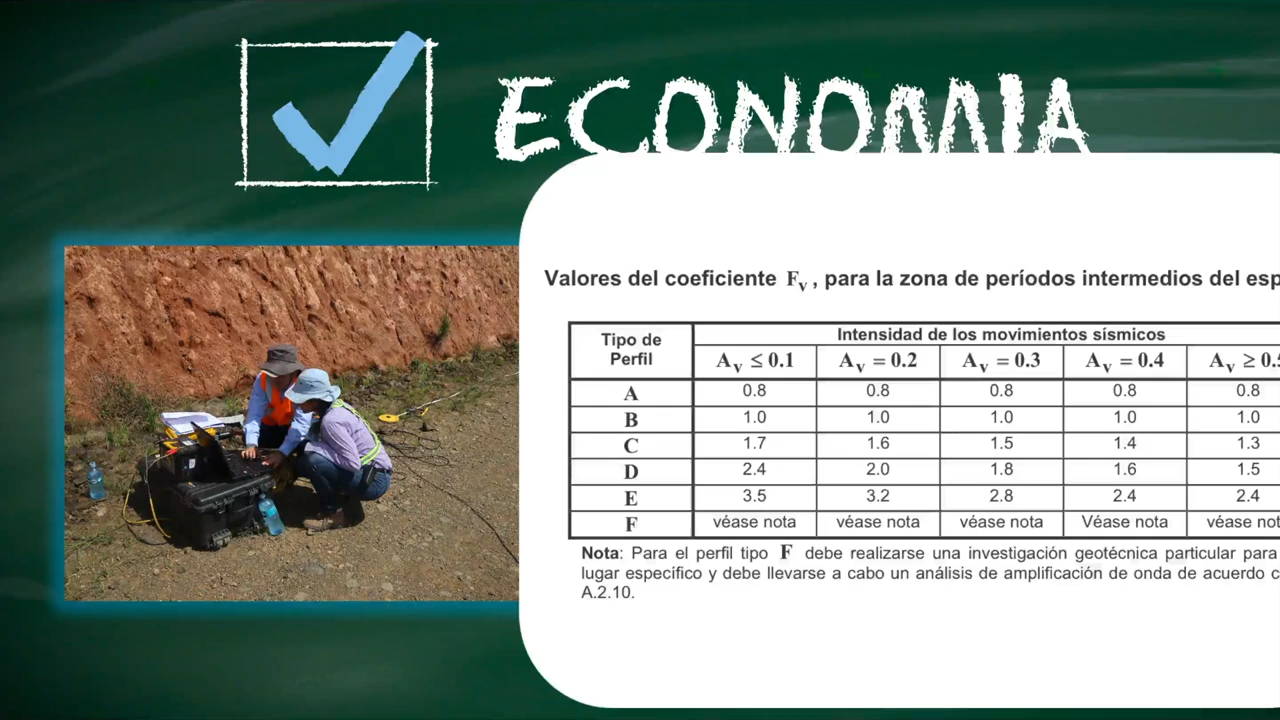 ECONOMIA
Valores del coeficiente Fv, para la zona de períodos intermedios del
Tipo de Perfil Intensidad de los movimientos sísmicos
Av ≤ 0.1 Av = 0.2 Av = 0.3 Av = 0.4 Av ≥
A 0.8 0.8 0.8 0.8 0.8
B 1.0 1.0 1.0 1.0 1.0
C 1.7 1.6 1.5 1.4 1.3
D 2.4 2.0 1.8 1.6 1.5
E 3.5 3.2 2.8 2.4 2.4
F véase nota véase nota véase nota Véase nota véase
Nota: Para el perfil tipo F debe realizarse una investigación geotécnica particular para
lugar específico y debe llevarse a cabo un análisis de amplificación de onda de acuerdo
A.2.10.